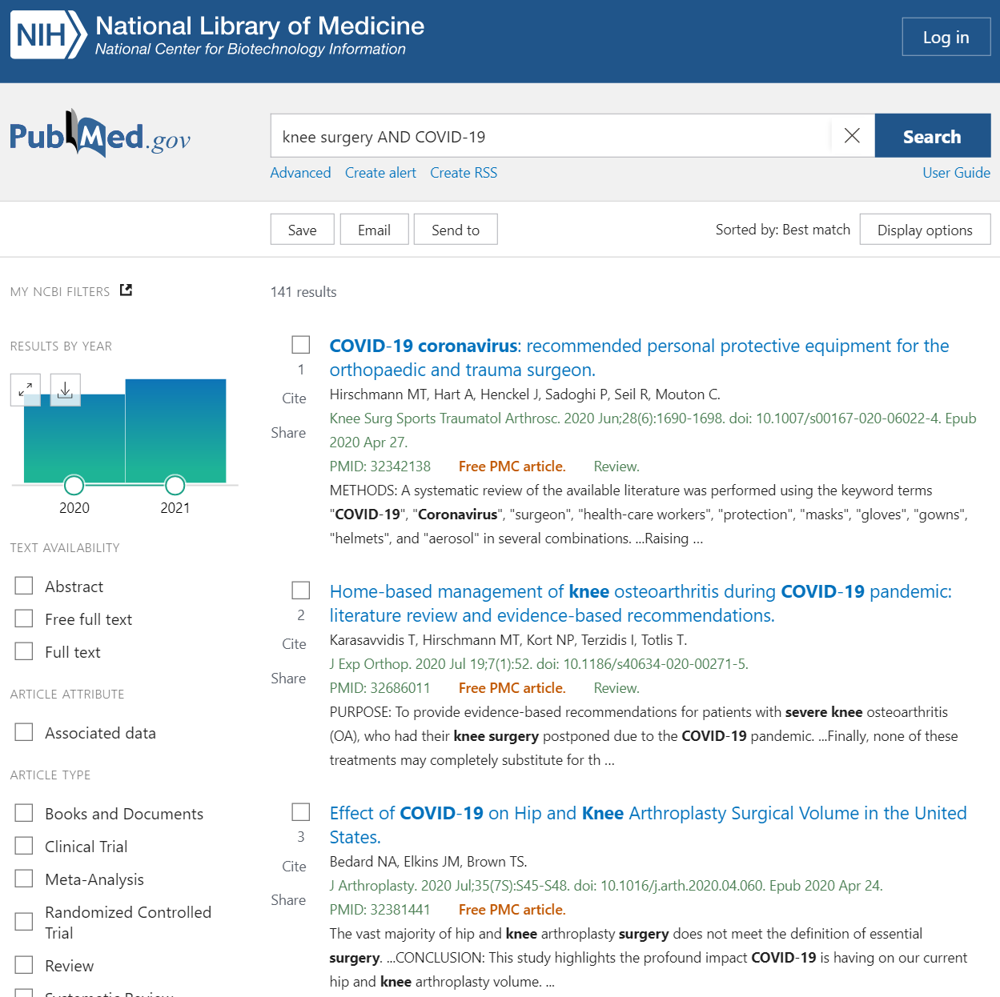 NIH National Library of Medicine
National Center for Biotechnology Information
Log in
PubMed.gov
knee surgery AND COVID-19
Search
Advanced Create alert Create RSS
User Guide
Save Email Send to
Sorted by: Best match Display options
MY NCBI FILTERS
RESULTS BY YEAR
2020 2021
TEXT AVAILABILITY
Abstract
Free full text
Full text
ARTICLE ATTRIBUTE
Associated data
ARTICLE TYPE
Books and Documents
Clinical Trial
Meta-Analysis
Randomized Controlled
Trial
Review
Systematic Review
141 results
1
Cite
Share
COVID-19 coronavirus: recommended personal protective equipment for the
orthopaedic and trauma surgeon.
Hirschmann MT, Hart A, Henckel J, Sadoghi P, Seil R, Mouton C.
Knee Surg Sports Traumatol Arthrosc. 2020 Jun;28(6):1690-1698. doi: 10.1007/s00167-020-06022-4. Epub
2020 Apr 27.
PMID: 32342138 Free PMC article. Review.
METHODS: A systematic review of the available literature was performed using the keyword terms
"COVID-19", "Coronavirus", "surgeon", "health-care workers", "protection", "masks", "gloves", "gowns",
"helmets", and "aerosol" in several combinations. ...Raising ...
2
Cite
Share
Home-based management of knee osteoarthritis during COVID-19 pandemic:
literature review and evidence-based recommendations.
Karasavvidis T, Hirschmann MT, Kort NP, Terzidis I, Totlis T.
J Exp Orthop. 2020 Jul 19;7(1):52. doi: 10.1186/s40634-020-00271-5.
PMID: 32686011 Free PMC article. Review.
PURPOSE: To provide evidence-based recommendations for patients with severe knee osteoarthritis
(OA), who had their knee surgery postponed due to the COVID-19 pandemic. ...Finally, none of these
treatments may completely substitute for th ...
3
Cite
Share
Effect of COVID-19 on Hip and Knee Arthroplasty Surgical Volume in the United
States.
Bedard NA, Elkins JM, Brown TS.
J Arthroplasty. 2020 Jul;35(7S):S45-S48. doi: 10.1016/j.arth.2020.04.060. Epub 2020 Apr 24.
PMID: 32381441 Free PMC article.
The vast majority of hip and knee arthroplasty surgery does not meet the definition of essential
surgery. ...CONCLUSION: This study highlights the profound impact COVID-19 is having on our current
hip and knee arthroplasty volume. ...